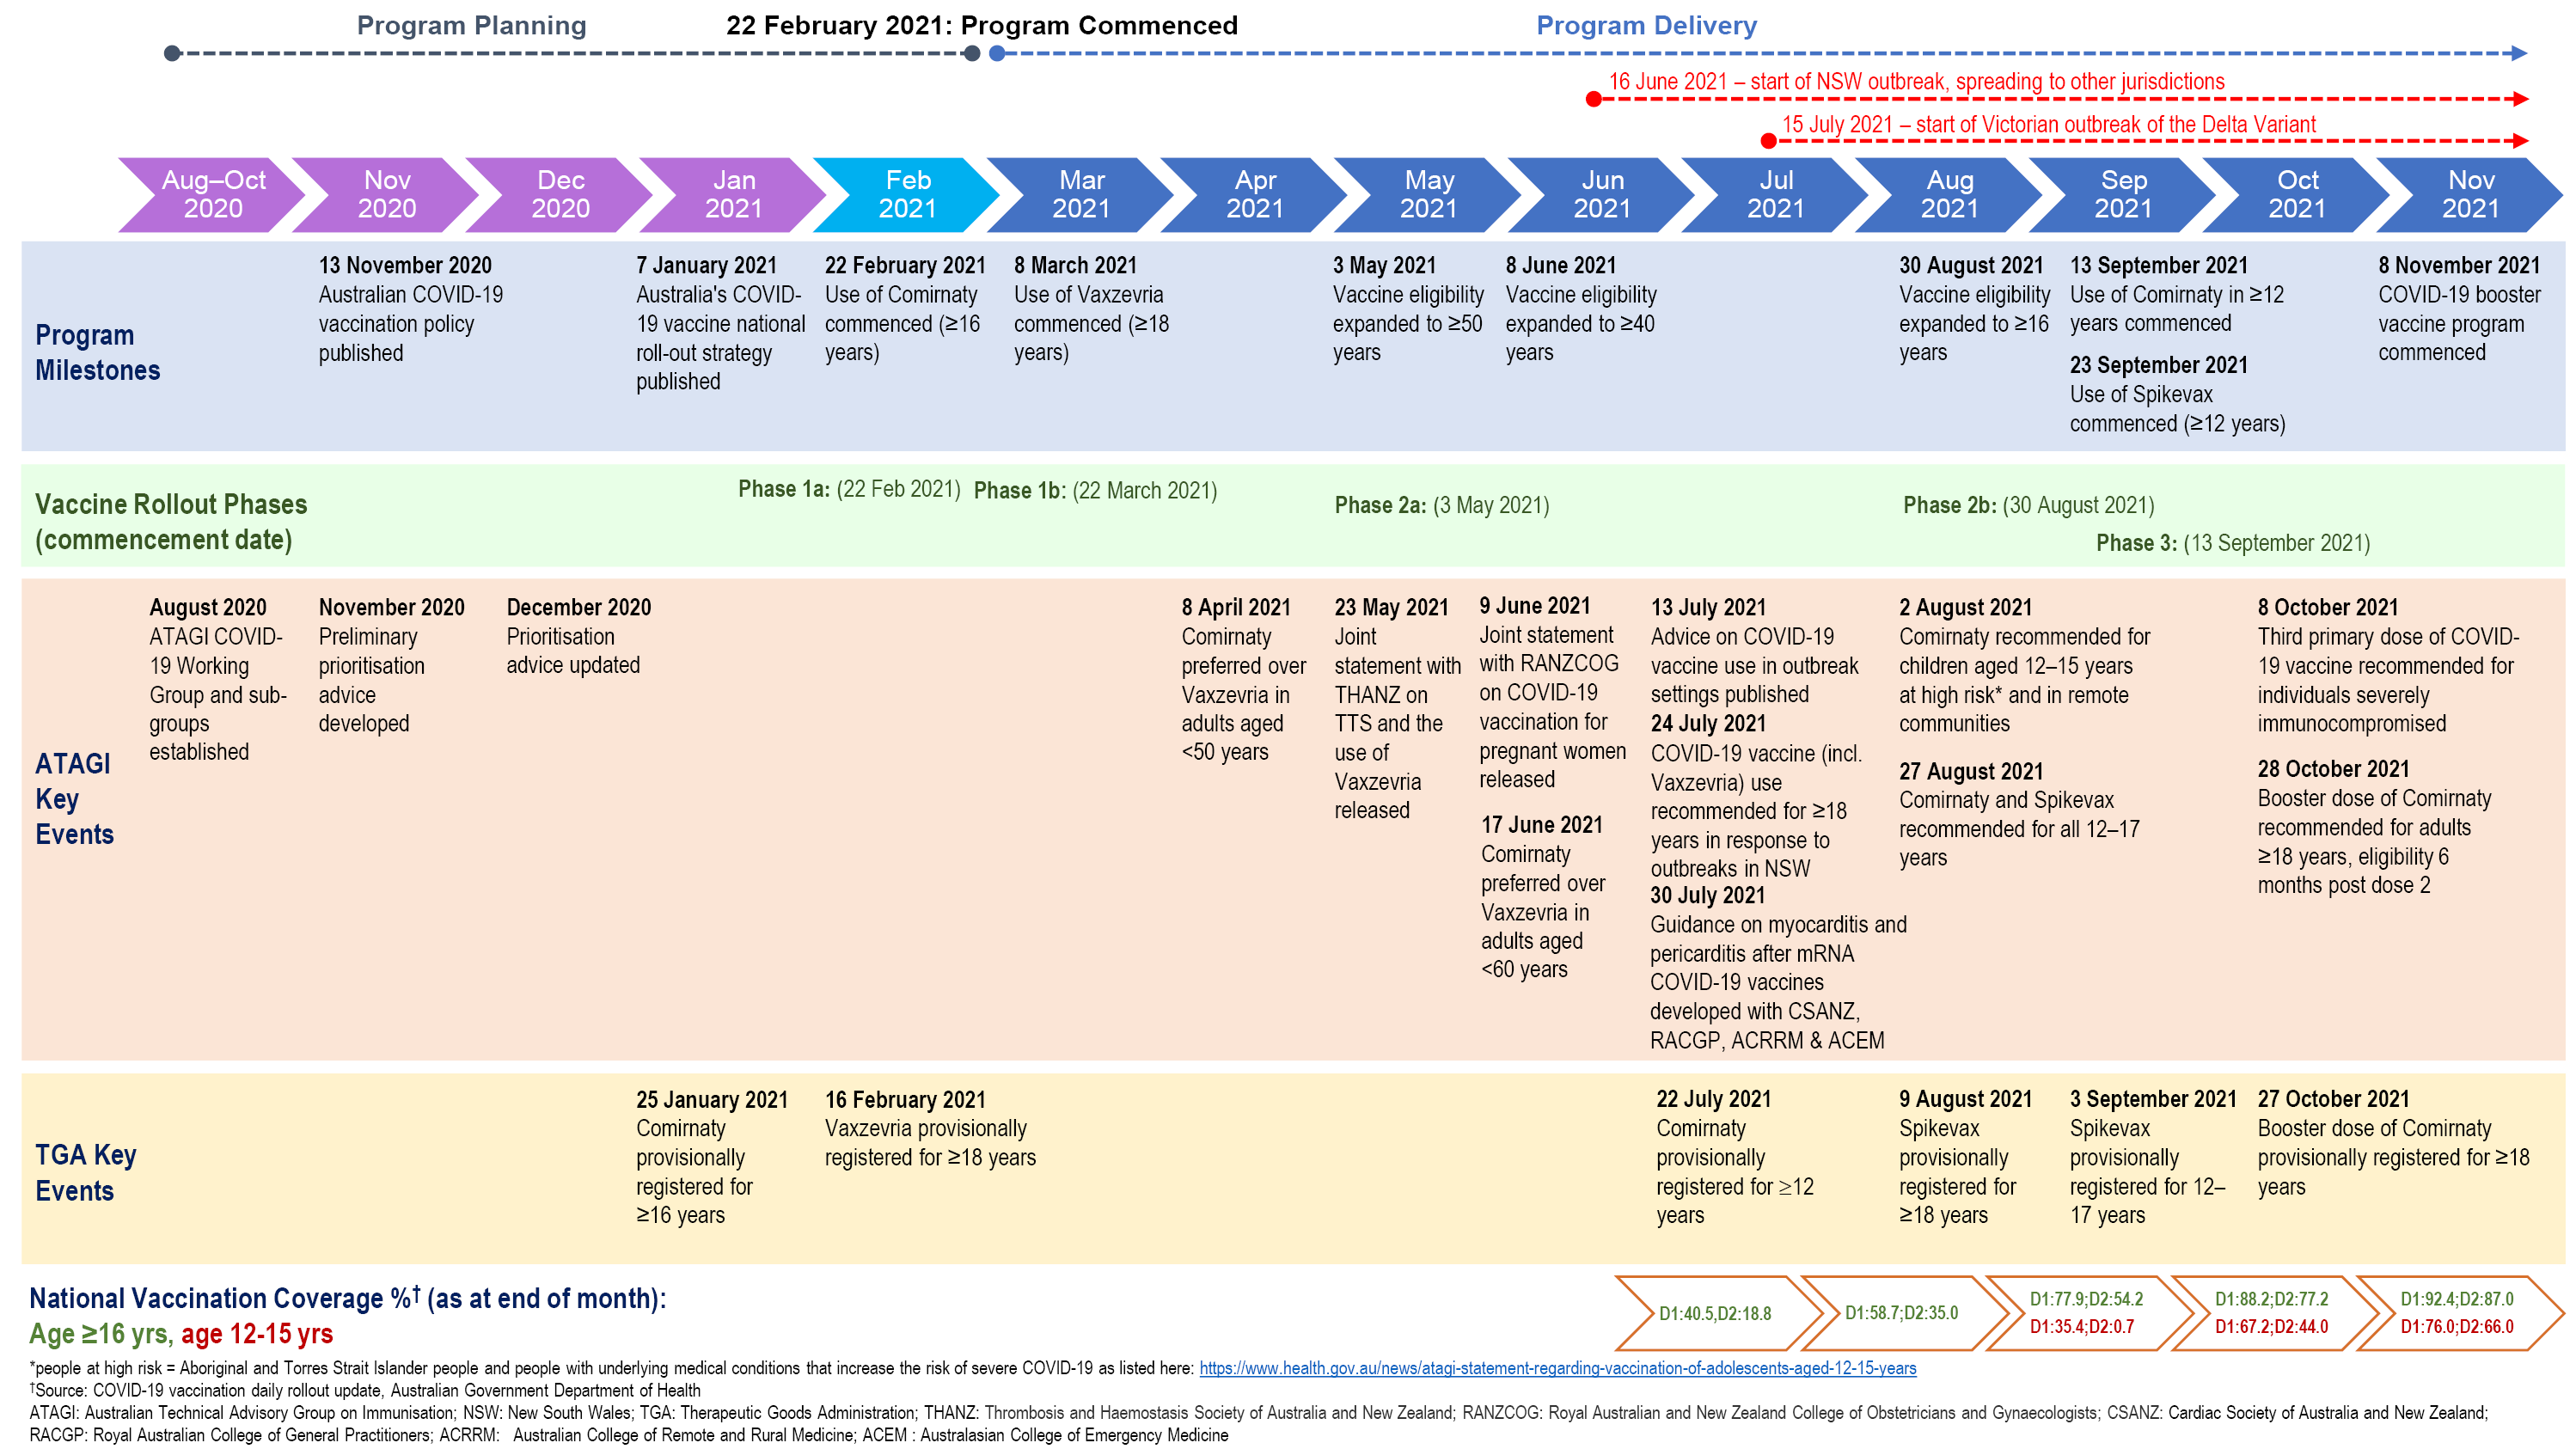 Program Planning
22 February 2021: Program Commenced
Program Delivery
16 June 2021 – start of NSW outbreak, spreading to other jurisdictions
15 July 2021 – start of Victorian outbreak of the Delta Variant
Aug–Oct
2020
Nov
2020
Dec
2020
Jan
2021
Feb
2021
Mar
2021
Apr
2021
May
2021
Jun
2021
Jul
2021
Aug
2021
Sep
2021
Oct
2021
Nov
2021
Program
Milestones
13 November 2020
Australian COVID-19
vaccination policy
published
7 January 2021
Australia's COVID-
19 vaccine national
roll-out strategy
published
22 February 2021
Use of Comirnaty
commenced (≥16
years)
8 March 2021
Use of Vaxzevria
commenced (≥18
years)
3 May 2021
Vaccine eligibility
expanded to ≥50
years
8 June 2021
Vaccine eligibility
expanded to ≥40
years
30 August 2021
Vaccine eligibility
expanded to ≥16
years
13 September 2021
Use of Comirnaty in ≥12
years commenced
23 September 2021
Use of Spikevax
commenced (≥12 years)
8 November 2021
COVID-19 booster
vaccine program
commenced
Vaccine Rollout Phases
(commencement date)
Phase 1a: (22 Feb 2021)
Phase 1b: (22 March 2021)
Phase 2a: (3 May 2021)
Phase 2b: (30 August 2021)
Phase 3: (13 September 2021)
ATAGI
Key
Events
August 2020
ATAGI COVID-
19 Working
Group and sub-
groups
established
November 2020
Preliminary
prioritisation
advice
developed
December 2020
Prioritisation
advice updated
8 April 2021
Comirnaty
preferred over
Vaxzevria in
adults aged
<50 years
23 May 2021
Joint
statement with
THANZ on
TTS and the
use of
Vaxzevria
released
9 June 2021
Joint statement
with RANZCOG
on COVID-19
vaccination for
pregnant women
released
17 June 2021
Comirnaty
preferred over
Vaxzevria in
adults aged
<60 years
13 July 2021
Advice on COVID-19
vaccine use in outbreak
settings published
24 July 2021
COVID-19 vaccine (incl.
Vaxzevria) use
recommended for ≥18
years in response to
outbreaks in NSW
30 July 2021
Guidance on myocarditis and
pericarditis after mRNA
COVID-19 vaccines
developed with CSANZ,
RACGP, ACRRM & ACEM
2 August 2021
Comirnaty recommended for
children aged 12–15 years
at high risk* and in remote
communities
27 August 2021
Comirnaty and Spikevax
recommended for all 12–17
years
8 October 2021
Third primary dose of COVID-
19 vaccine recommended for
individuals severely
immunocompromised
28 October 2021
Booster dose of Comirnaty
recommended for adults
≥18 years, eligibility 6
months post dose 2
TGA Key
Events
25 January 2021
Comirnaty
provisionally
registered for
≥16 years
16 February 2021
Vaxzevria provisionally
registered for ≥18 years
22 July 2021
Comirnaty
provisionally
registered for ≥12
years
9 August 2021
Spikevax
provisionally
registered for
≥18 years
3 September 2021
Spikevax
provisionally
registered for 12–
17 years
27 October 2021
Booster dose of Comirnaty
provisionally registered for ≥18
years
National Vaccination Coverage %† (as at end of month):
Age ≥16 yrs, age 12-15 yrs
D1:40.5,D2:18.8
D1:58.7;D2:35.0
D1:77.9;D2:54.2
D1:35.4;D2:0.7
D1:88.2;D2:77.2
D1:67.2;D2:44.0
D1:92.4;D2:87.0
D1:76.0;D2:66.0
*people at high risk = Aboriginal and Torres Strait Islander people and people with underlying medical conditions that increase the risk of severe COVID-19 as listed here: https://www.health.gov.au/news/atagi-statement-regarding-vaccination-of-adolescents-aged-12-15-years
†Source: COVID-19 vaccination daily rollout update, Australian Government Department of Health
ATAGI: Australian Technical Advisory Group on Immunisation; NSW: New South Wales; TGA: Therapeutic Goods Administration; THANZ: Thrombosis and Haemostasis Society of Australia and New Zealand; RANZCOG: Royal Australian and New Zealand College of Obstetricians and Gynaecologists; CSANZ: Cardiac Society of Australia and New Zealand;
RACGP: Royal Australian College of General Practitioners; ACRRM: Australian College of Remote and Rural Medicine; ACEM : Australasian College of Emergency Medicine